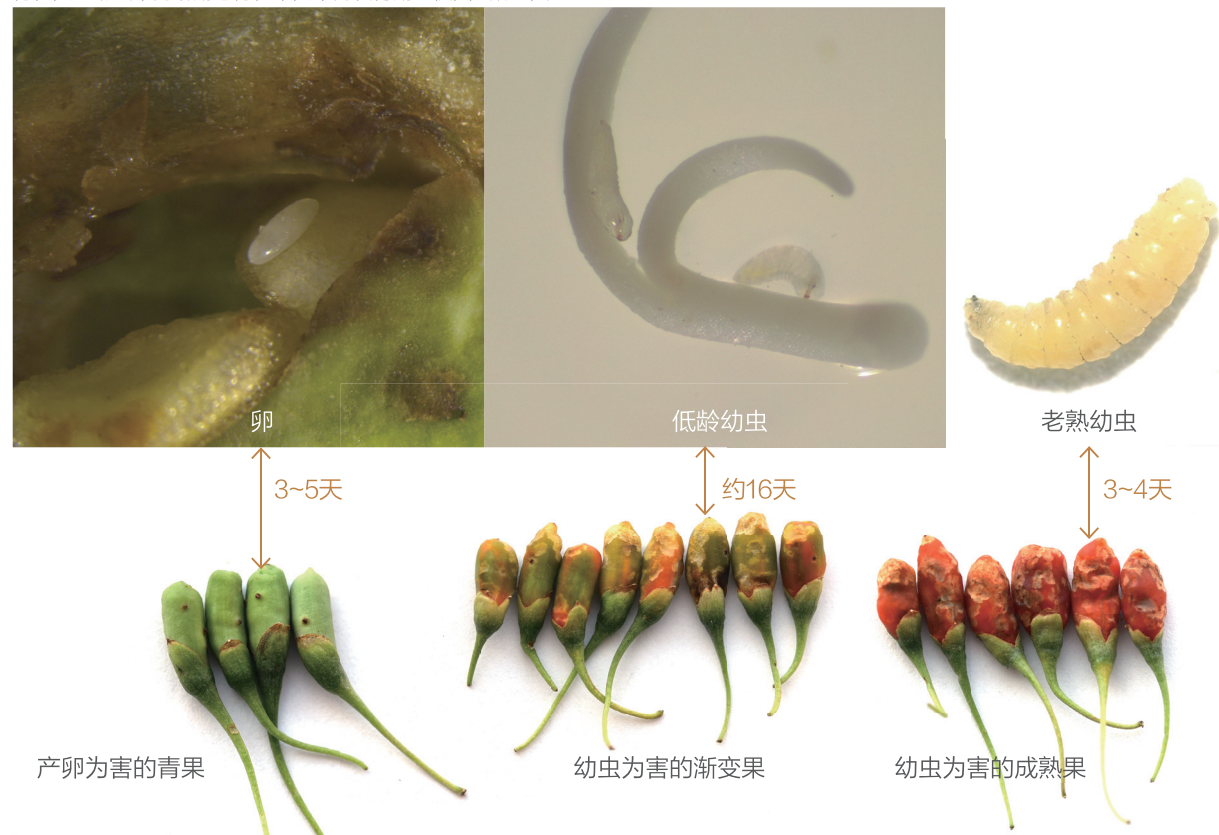 卵
低龄幼虫
老熟幼虫
3~5天
约16天
3~4天
产卵为害的青果
幼虫为害的渐变果
幼虫为害的成熟果